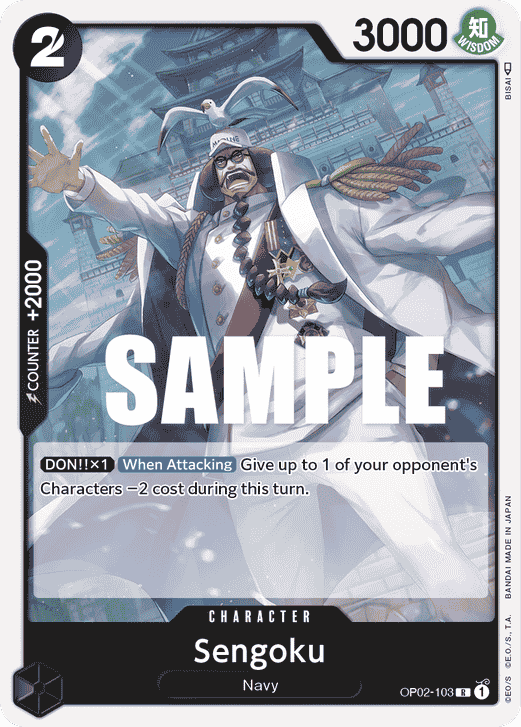 2
3000
知
WISDOM
BISAI
MARINE
COUNTER +2000
SAMPLE
DON!!×1 When Attacking Give up to 1 of your opponent's
Characters −2 cost during this turn.
CHARACTER
Sengoku
Navy
OP02-103 R 1
©E.O/S ©E.O./S., T.A. BANDAI MADE IN JAPAN